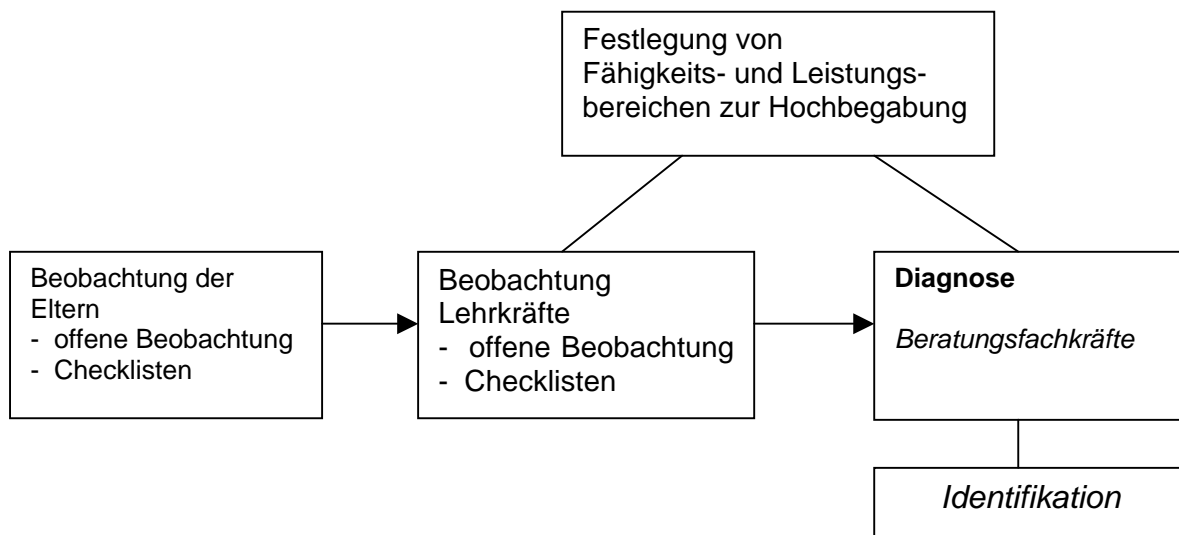 Festlegung von
Fähigkeits- und Leistungs-
bereichen zur Hochbegabung
Beobachtung der
Eltern
- offene Beobachtung
- Checklisten
Beobachtung
Lehrkräfte
- offene Beobachtung
- Checklisten
Diagnose
Beratungsfachkräfte
Identifikation